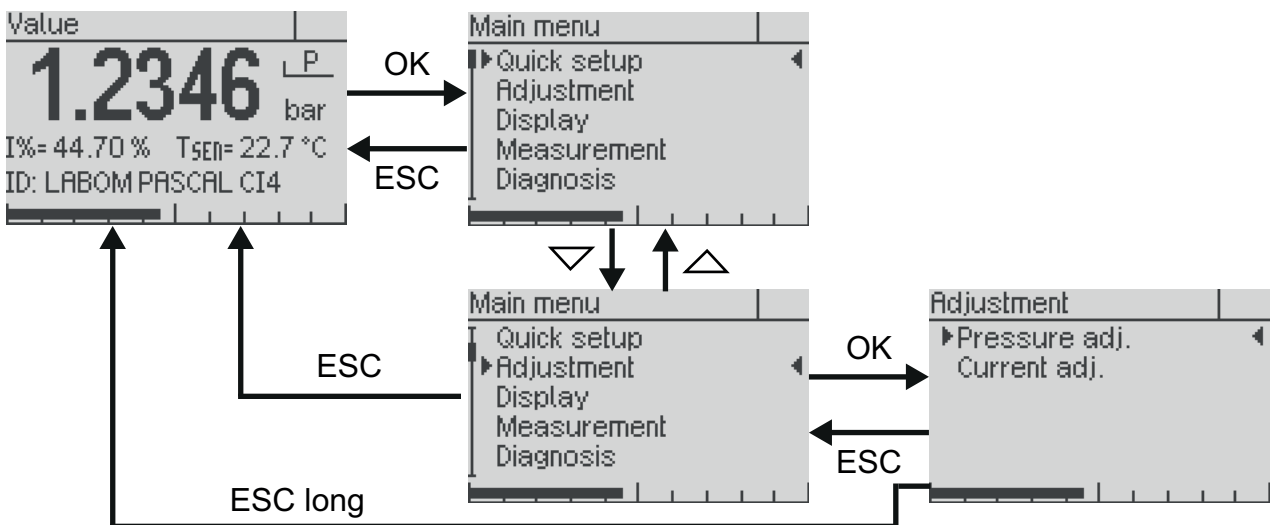 Value
1.2346 P
bar
I%= 44.70 % TSEN= 22.7 °C
ID: LABOM PASCAL CI4
OK
ESC
Main menu
Quick setup
Adjustment
Display
Measurement
Diagnosis
ESC
Main menu
Quick setup
Adjustment
Display
Measurement
Diagnosis
OK
ESC
Adjustment
Pressure adj.
Current adj.
ESC long